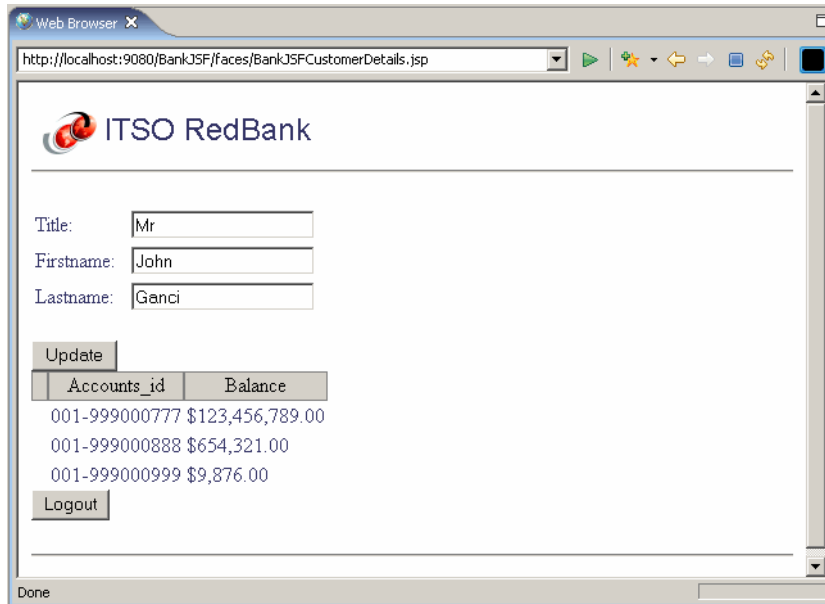 Web Browser
http://localhost:9080/BankJSF/faces/BankJSFCustomerDetails.jsp
ITSO RedBank
Title: Mr
Firstname: John
Lastname: Ganci
Update
Accounts_id Balance
001-999000777 $123,456,789.00
001-999000888 $654,321.00
001-999000999 $9,876.00
Logout
Done